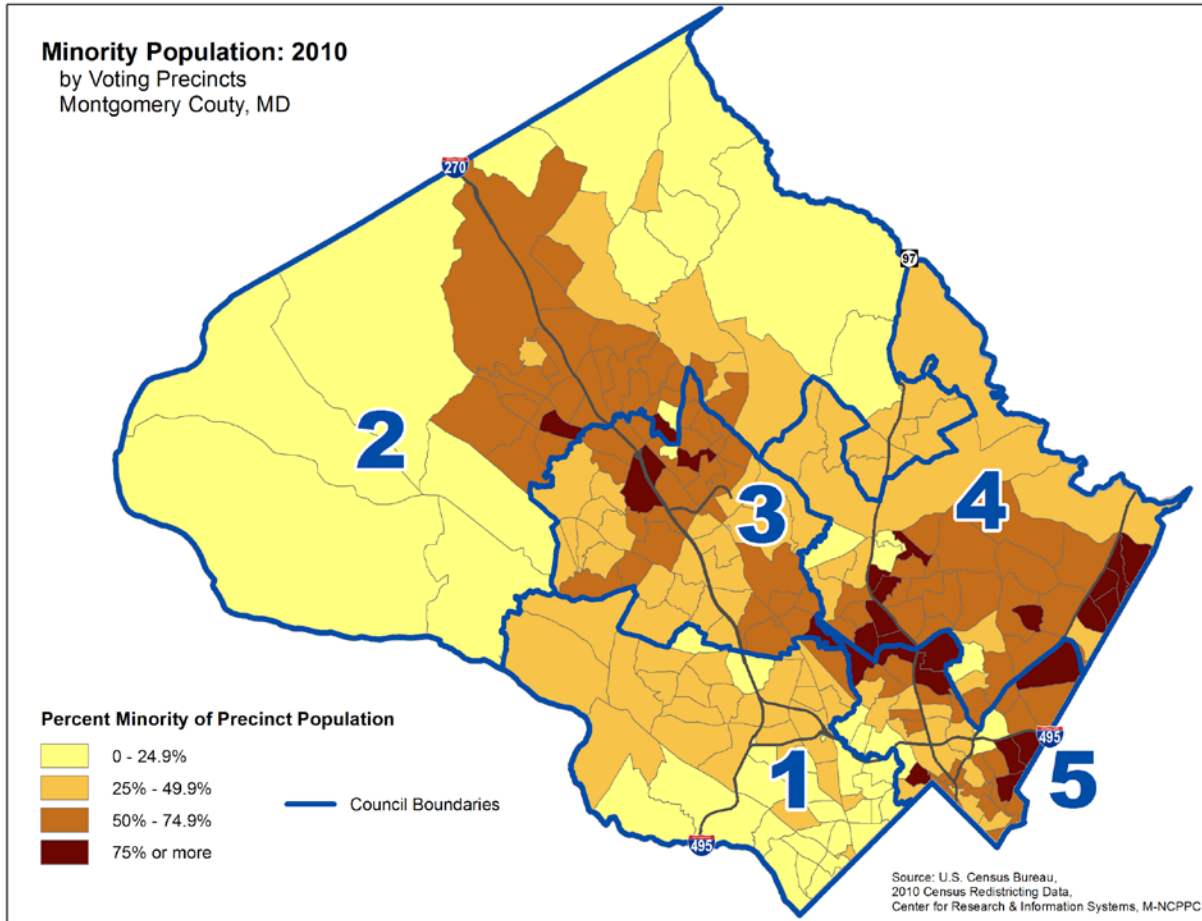 Minority Population: 2010
by Voting Precincts
Montgomery Couty, MD
270
97
2
3
4
1
5
495
495
Percent Minority of Precinct Population
0 - 24.9%
25% - 49.9%
50% - 74.9%
75% or more
Council Boundaries
Source: U.S. Census Bureau,
2010 Census Redistricting Data,
Center for Research & Information Systems, M-NCPPC